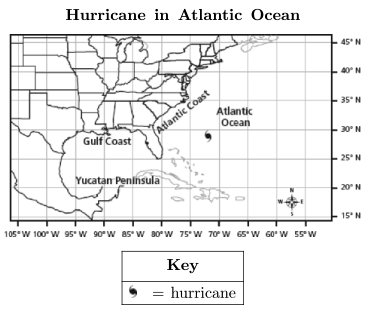 Hurricane in Atlantic Ocean
45° N
40° N
35° N
30° N
25° N
20° N
15° N
Atlantic Coast
Atlantic
Ocean
Gulf Coast
Yucatan Peninsula
N
W E
S
105° W 100° W 95° W 90° W 85° W 80° W 75° W 70° W 65° W 60° W 55° W
Key
= hurricane